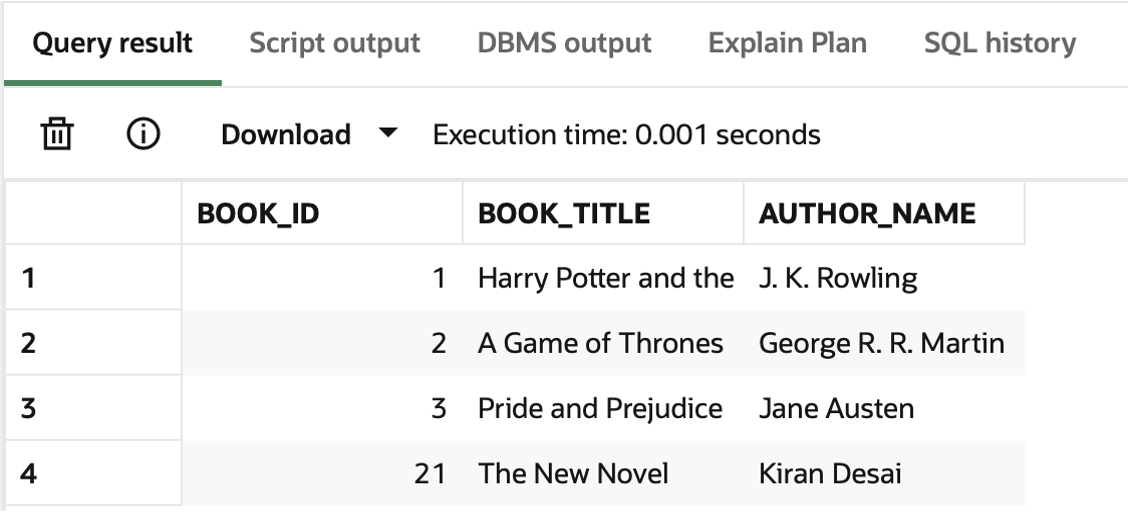 Query result Script output DBMS output Explain Plan SQL history
Download Execution time: 0.001 seconds
BOOK_ID BOOK_TITLE AUTHOR_NAME
1 1 Harry Potter and the J. K. Rowling
2 2 A Game of Thrones George R. R. Martin
3 3 Pride and Prejudice Jane Austen
4 21 The New Novel Kiran Desai